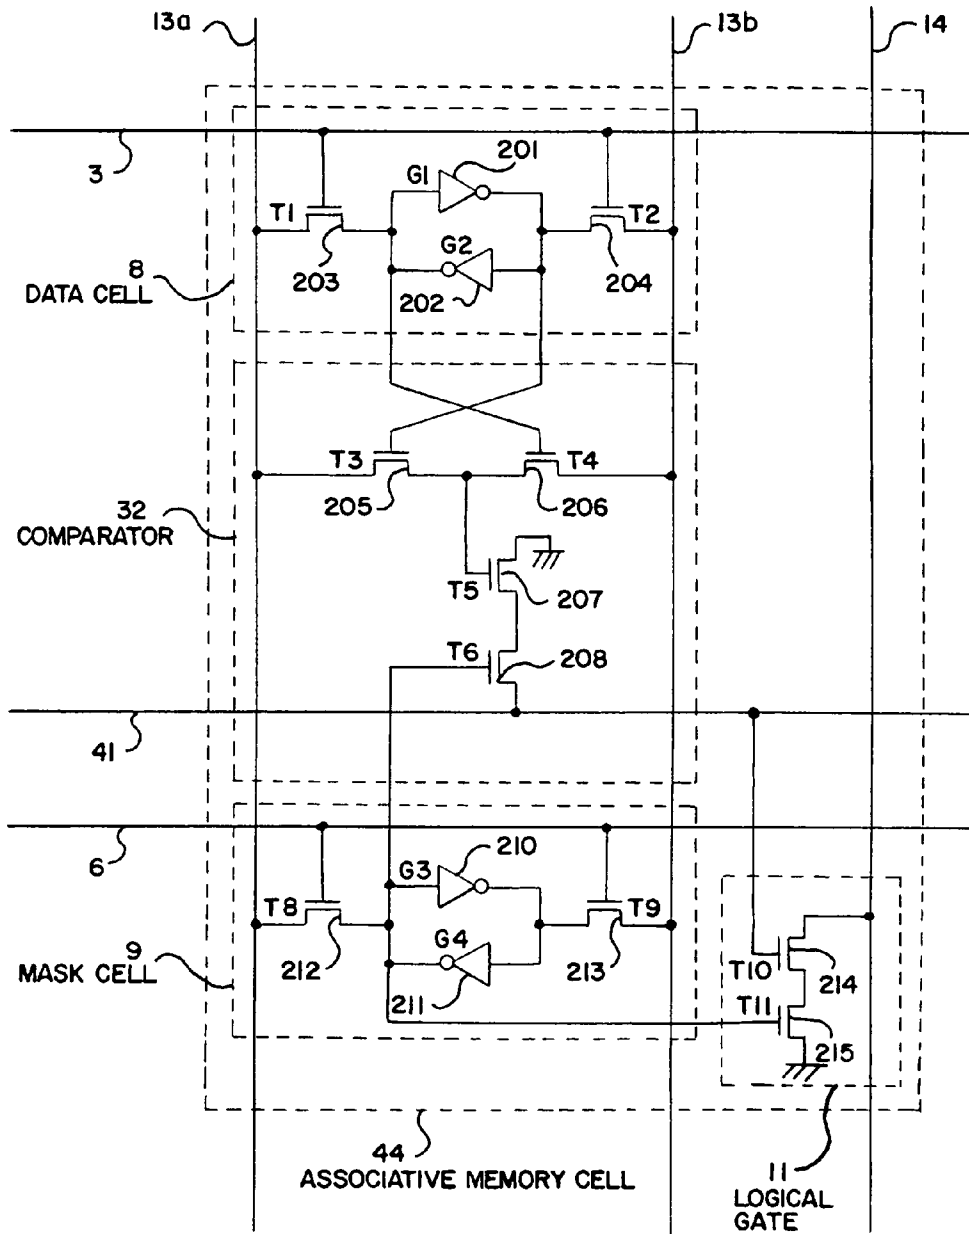 13a
13b
14
3
G1
201
T1
T2
203
G2
202
204
8
DATA CELL
T3
T4
205
206
32
COMPARATOR
T5
207
T6
208
41
6
G3
210
T8
T9
9
MASK CELL
212
G4
211
213
T10
214
T11
215
44
ASSOCIATIVE MEMORY CELL
11
LOGICAL
GATE